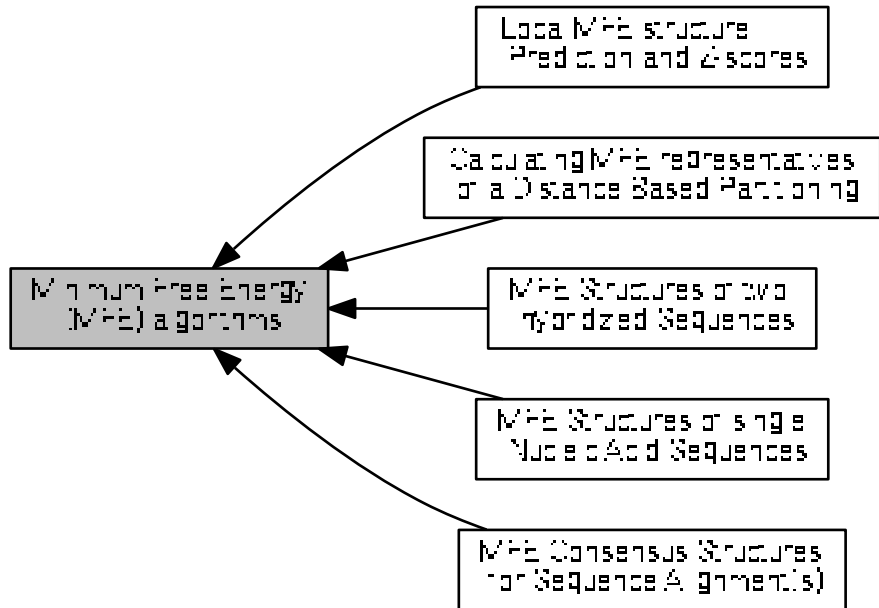 Local MFE structure
Prediction and Z-scores
Calculating MFE representatives
of a Distance Based Partitioning
Minimum Free Energy
(MFE) algorithms
MFE Structures of two
hybridized Sequences
MFE Structures of single
Nucleic Acid Sequences
MFE Consensus Structures
for Sequence Alignment(s)